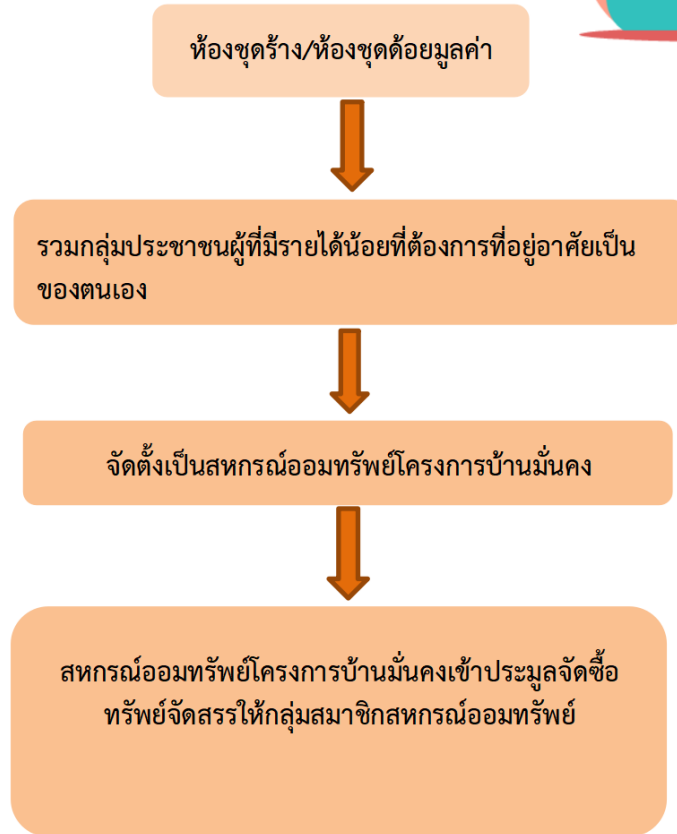 ห้องชุดร้าง/ห้องชุดด้อยมูลค่า
รวมกลุ่มประชาชนผู้ที่มีรายได้น้อยที่ต้องการที่อยู่อาศัยเป็น
ของตนเอง
จัดตั้งเป็นสหกรณ์ออมทรัพย์โครงการบ้านมั่นคง
สหกรณ์ออมทรัพย์โครงการบ้านมั่นคงเข้าประมูลจัดซื้อ
ทรัพย์จัดสรรให้กลุ่มสมาชิกสหกรณ์ออมทรัพย์